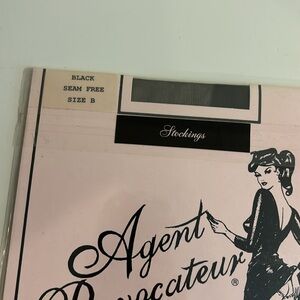 BLACK
SEAM FREE
SIZE B
Stockings
Agent
Provocateur®